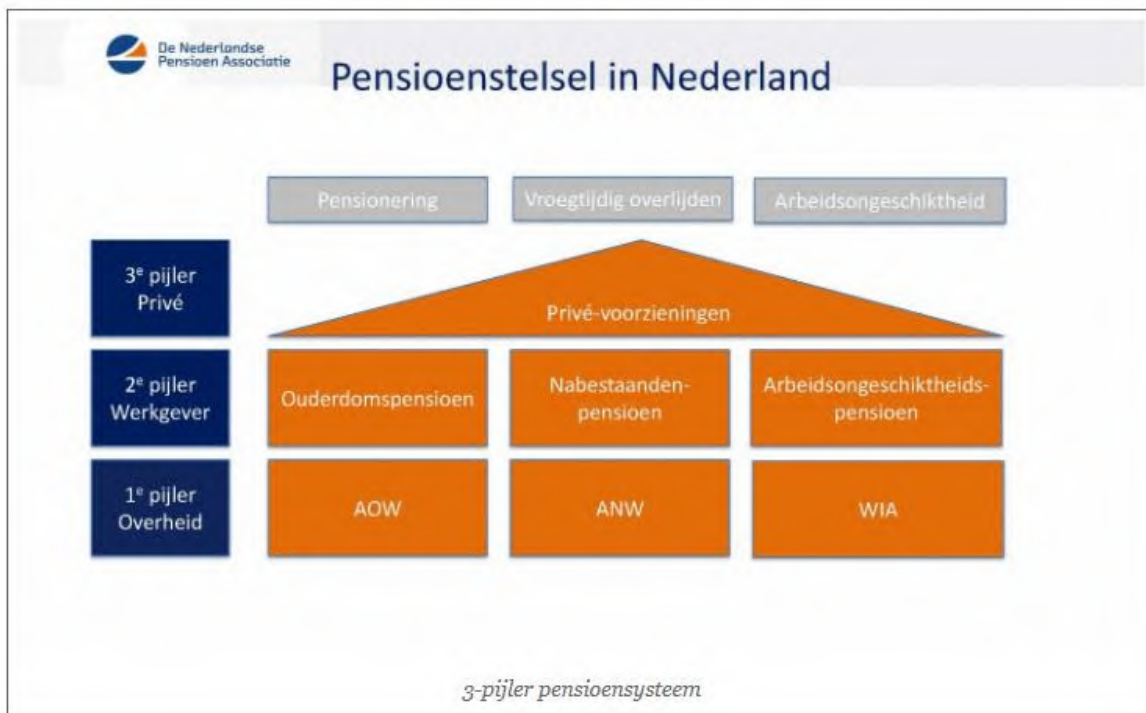 De Nederlandse
Pensioen Associatie
Pensioenstelsel in Nederland
Pensionering
Vroegtijdig overlijden
Arbeidsongeschiktheid
3e pijler
Privé
Privé-voorzieningen
2e pijler
Werkgever
Ouderdomspensioen
Nabestaanden-
pensioen
Arbeidsongeschiktheids-
pensioen
1e pijler
Overheid
AOW
ANW
WIA
3-pijler pensioensysteem